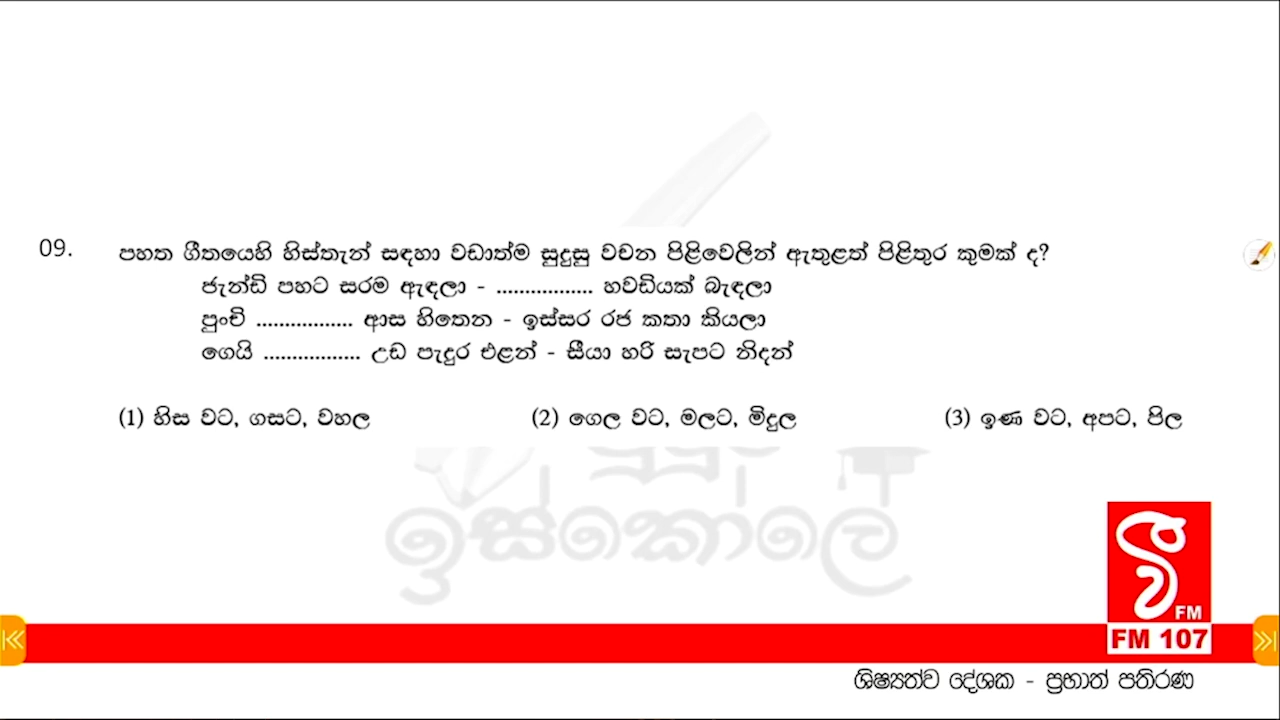 09. පහත ගීතයෙහි හිස්තැන් සඳහා වඩාත්ම සුදුසු වචන පිළිවෙලින් ඇතුළත් පිළිතුර කුමක් ද?
ජැන්ඩි පහට සරම ඇඳලා - ................. හවඩියක් බැඳලා
පුංචි ................. ආස හිතෙන - ඉස්සර රජ කතා කියලා
ගෙයි ................. උඩ පැදුර එළන් - සීයා හරි සැපට නිදන්
(1) හිස වට, ගසට, වහල (2) ගෙල වට, මලට, මිදුල (3) ඉණ වට, අපට, පිල
ඉස්කොලෙ
වී
FM
FM 107
ශිෂ්‍යත්ව දේශක - ප්‍රභාත් පතිරණ